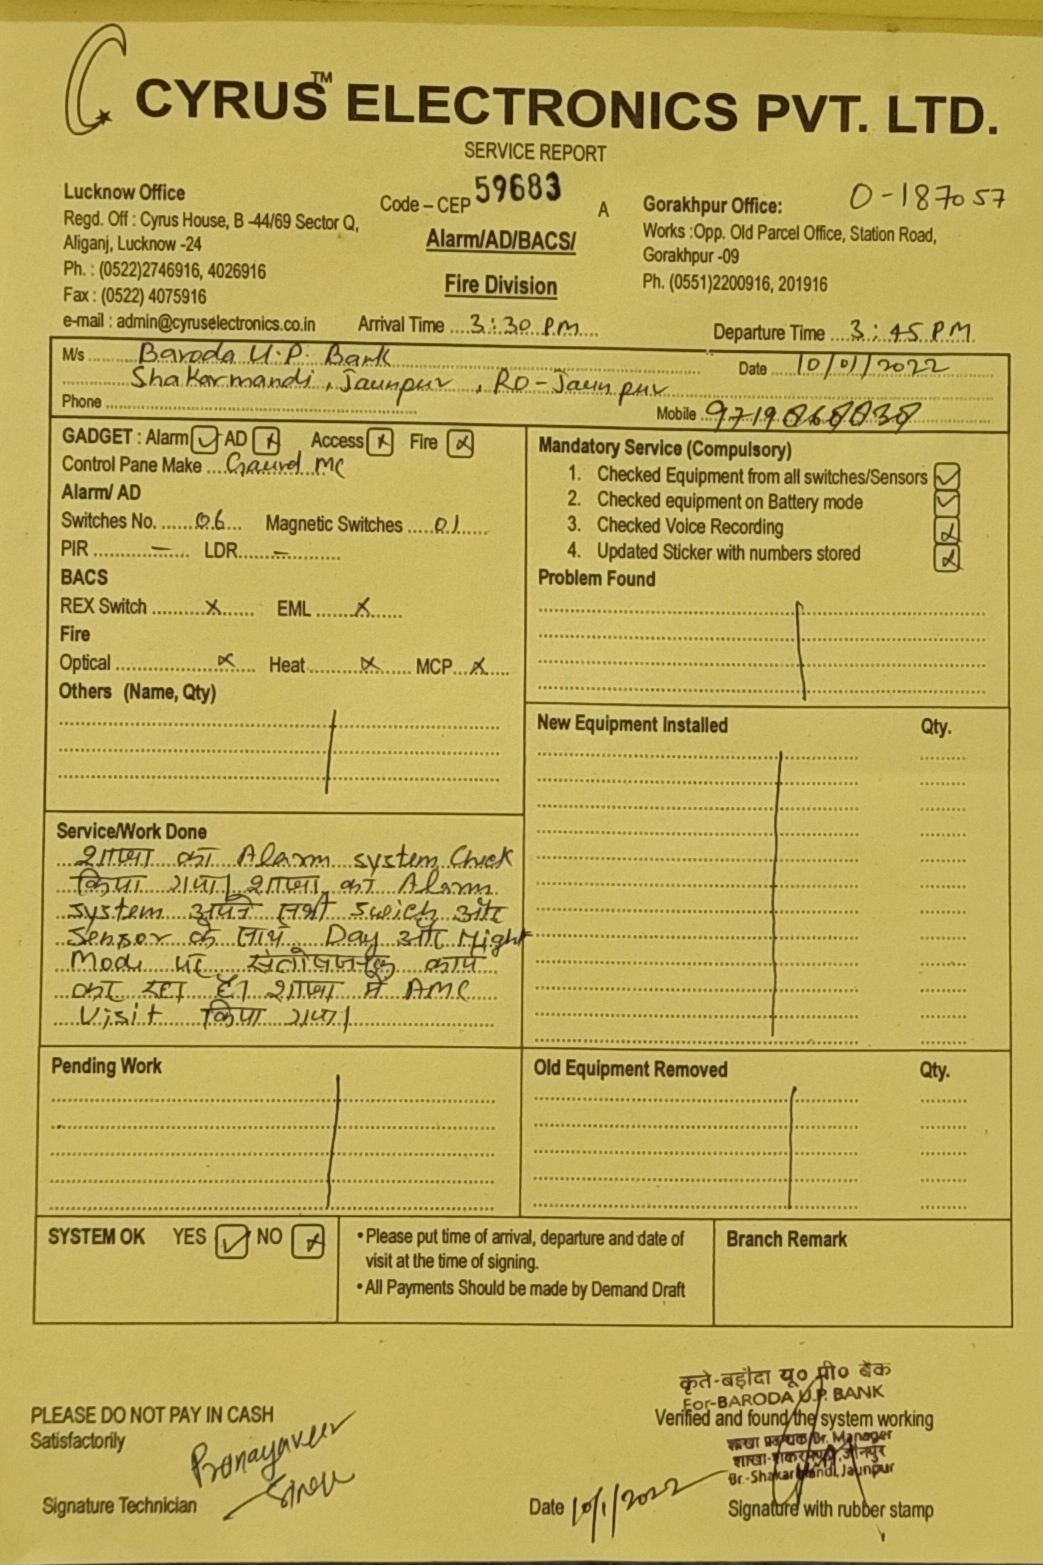 CYRUS™ ELECTRONICS PVT. LTD.
SERVICE REPORT
Lucknow Office
Regd. Off : Cyrus House, B -44/69 Sector Q,
Aliganj, Lucknow -24
Ph. : (0522)2746916, 4026916
Fax : (0522) 4075916
e-mail : admin@cyruselectronics.co.in
Code – CEP 59683 A
Alarm/AD/BACS/
Fire Division
Arrival Time 3:30 P.M.
0-187057
Gorakhpur Office:
Works :Opp. Old Parcel Office, Station Road,
Gorakhpur -09
Ph. (0551)2200916, 201916
Departure Time 3:45 PM
M/s Baroda U.P. Bank
Shakarmandi, Jaunpur, RO-Jaunpur
Date 10/01/2022
Phone
Mobile
GADGET : Alarm AD Access Fire
Control Pane Make MC
Alarm/ AD
Switches No. 06 Magnetic Switches 01
PIR – LDR –
BACS
REX Switch x EML x
Fire
Optical x Heat x MCP x
Others (Name, Qty)
Mandatory Service (Compulsory)
1. Checked Equipment from all switches/Sensors
2. Checked equipment on Battery mode
3. Checked Voice Recording
4. Updated Sticker with numbers stored
Problem Found
New Equipment Installed Qty.
Service/Work Done
शाखा का Alarm system Check
किया गया। शाखा का Alarm
system अपने सभी Swich और
Sensor के साथ Day और Night
Mode पर संतोषजनक कार्य
कर रहा है। शाखा में AMC
Visit किया गया।
Pending Work
Old Equipment Removed Qty.
SYSTEM OK YES NO
• Please put time of arrival, departure and date of
visit at the time of signing.
• All Payments Should be made by Demand Draft
Branch Remark
कृते-बड़ौदा यू० पी० बैंक
For-BARODA U.P. BANK
PLEASE DO NOT PAY IN CASH
Satisfactorily
Verified and found the system working
शाखा प्रबन्धक/Br. Manager
शाखा-शकरमण्डी, जौनपुर
Br.-Shakar Mandi, Jaunpur
Signature Technician
Date 10/1/2022
Signature with rubber stamp